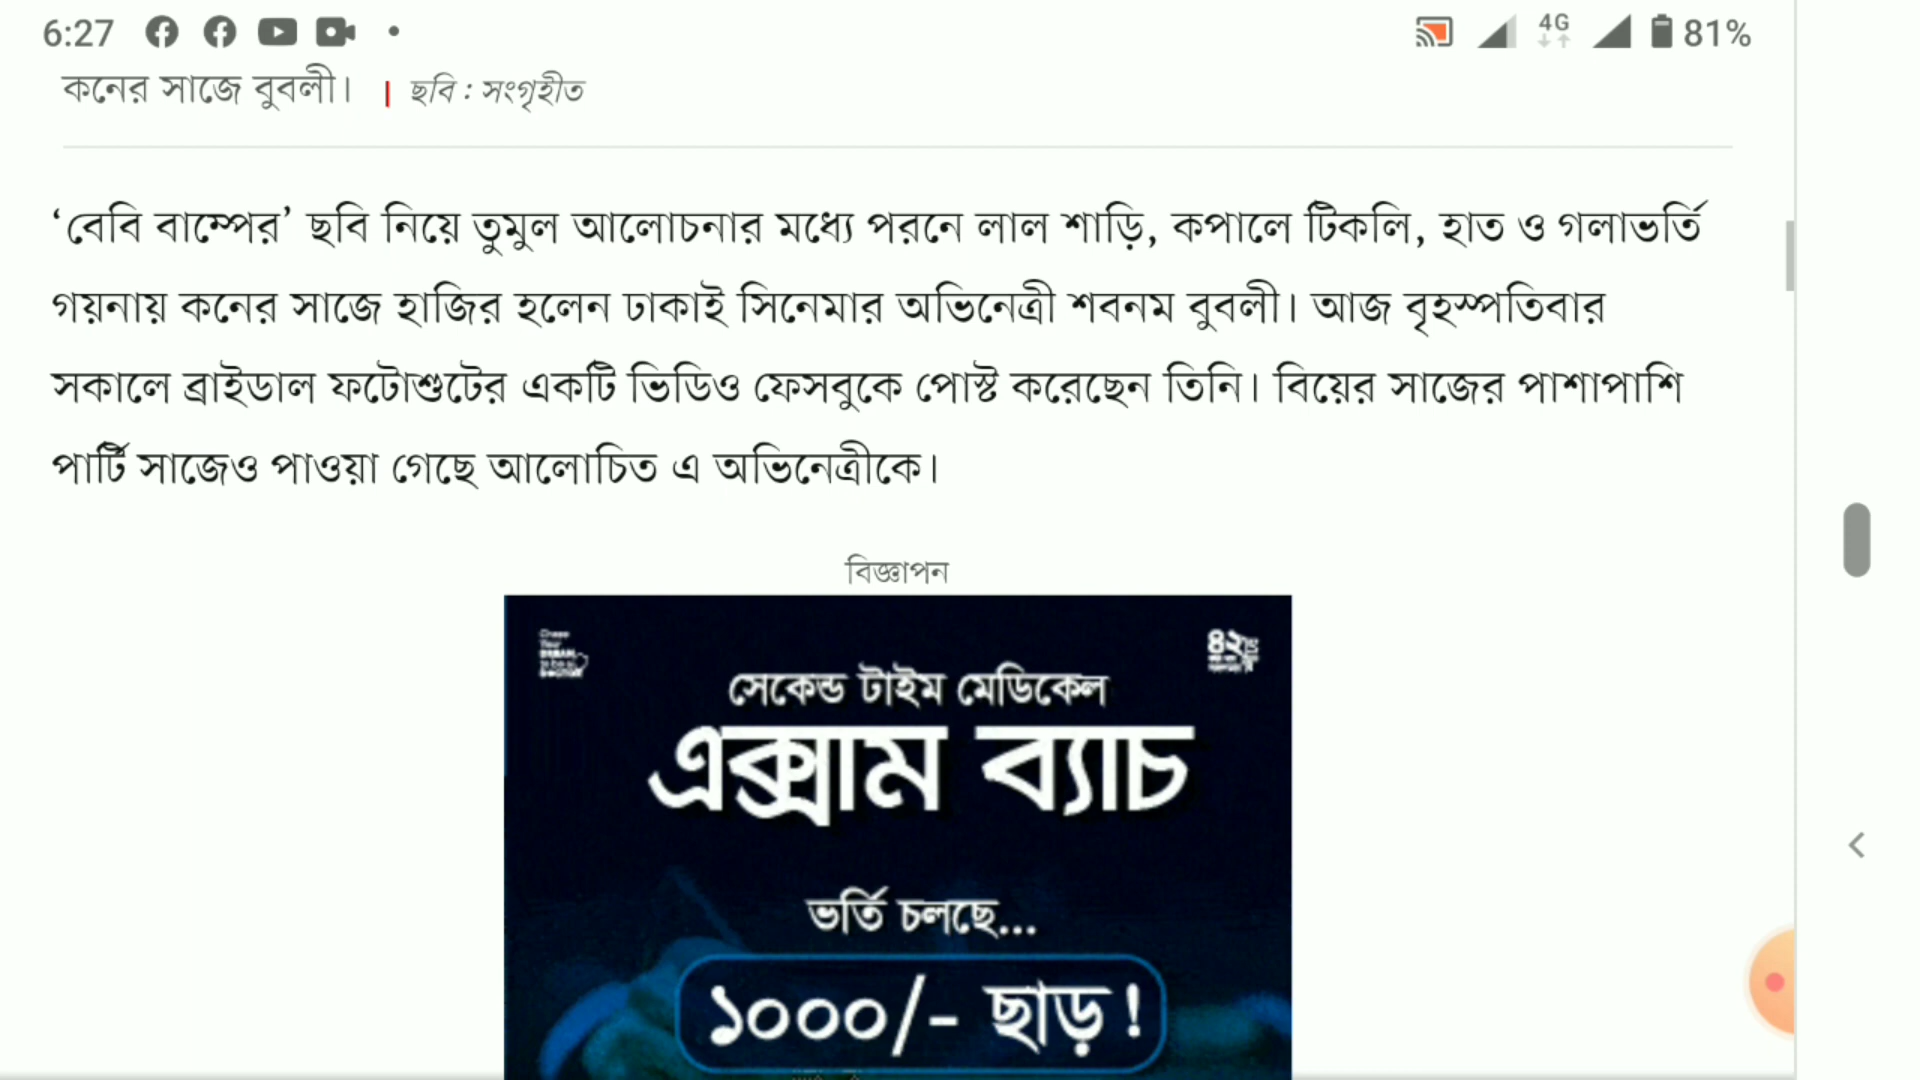 6:27 4G 81%
কনের সাজে বুবলী। | ছবি : সংগৃহীত
‘বেবি বাম্পের’ ছবি নিয়ে তুমুল আলোচনার মধ্যে পরনে লাল শাড়ি, কপালে টিকলি, হাত ও গলাভর্তি
গয়নায় কনের সাজে হাজির হলেন ঢাকাই সিনেমার অভিনেত্রী শবনম বুবলী। আজ বৃহস্পতিবার
সকালে ব্রাইডাল ফটোশুটের একটি ভিডিও ফেসবুকে পোস্ট করেছেন তিনি। বিয়ের সাজের পাশাপাশি
পার্টি সাজেও পাওয়া গেছে আলোচিত এ অভিনেত্রীকে।
বিজ্ঞাপন
সেকেন্ড টাইম মেডিকেল
এক্সাম ব্যাচ
ভর্তি চলছে...
১০০০/- ছাড় !